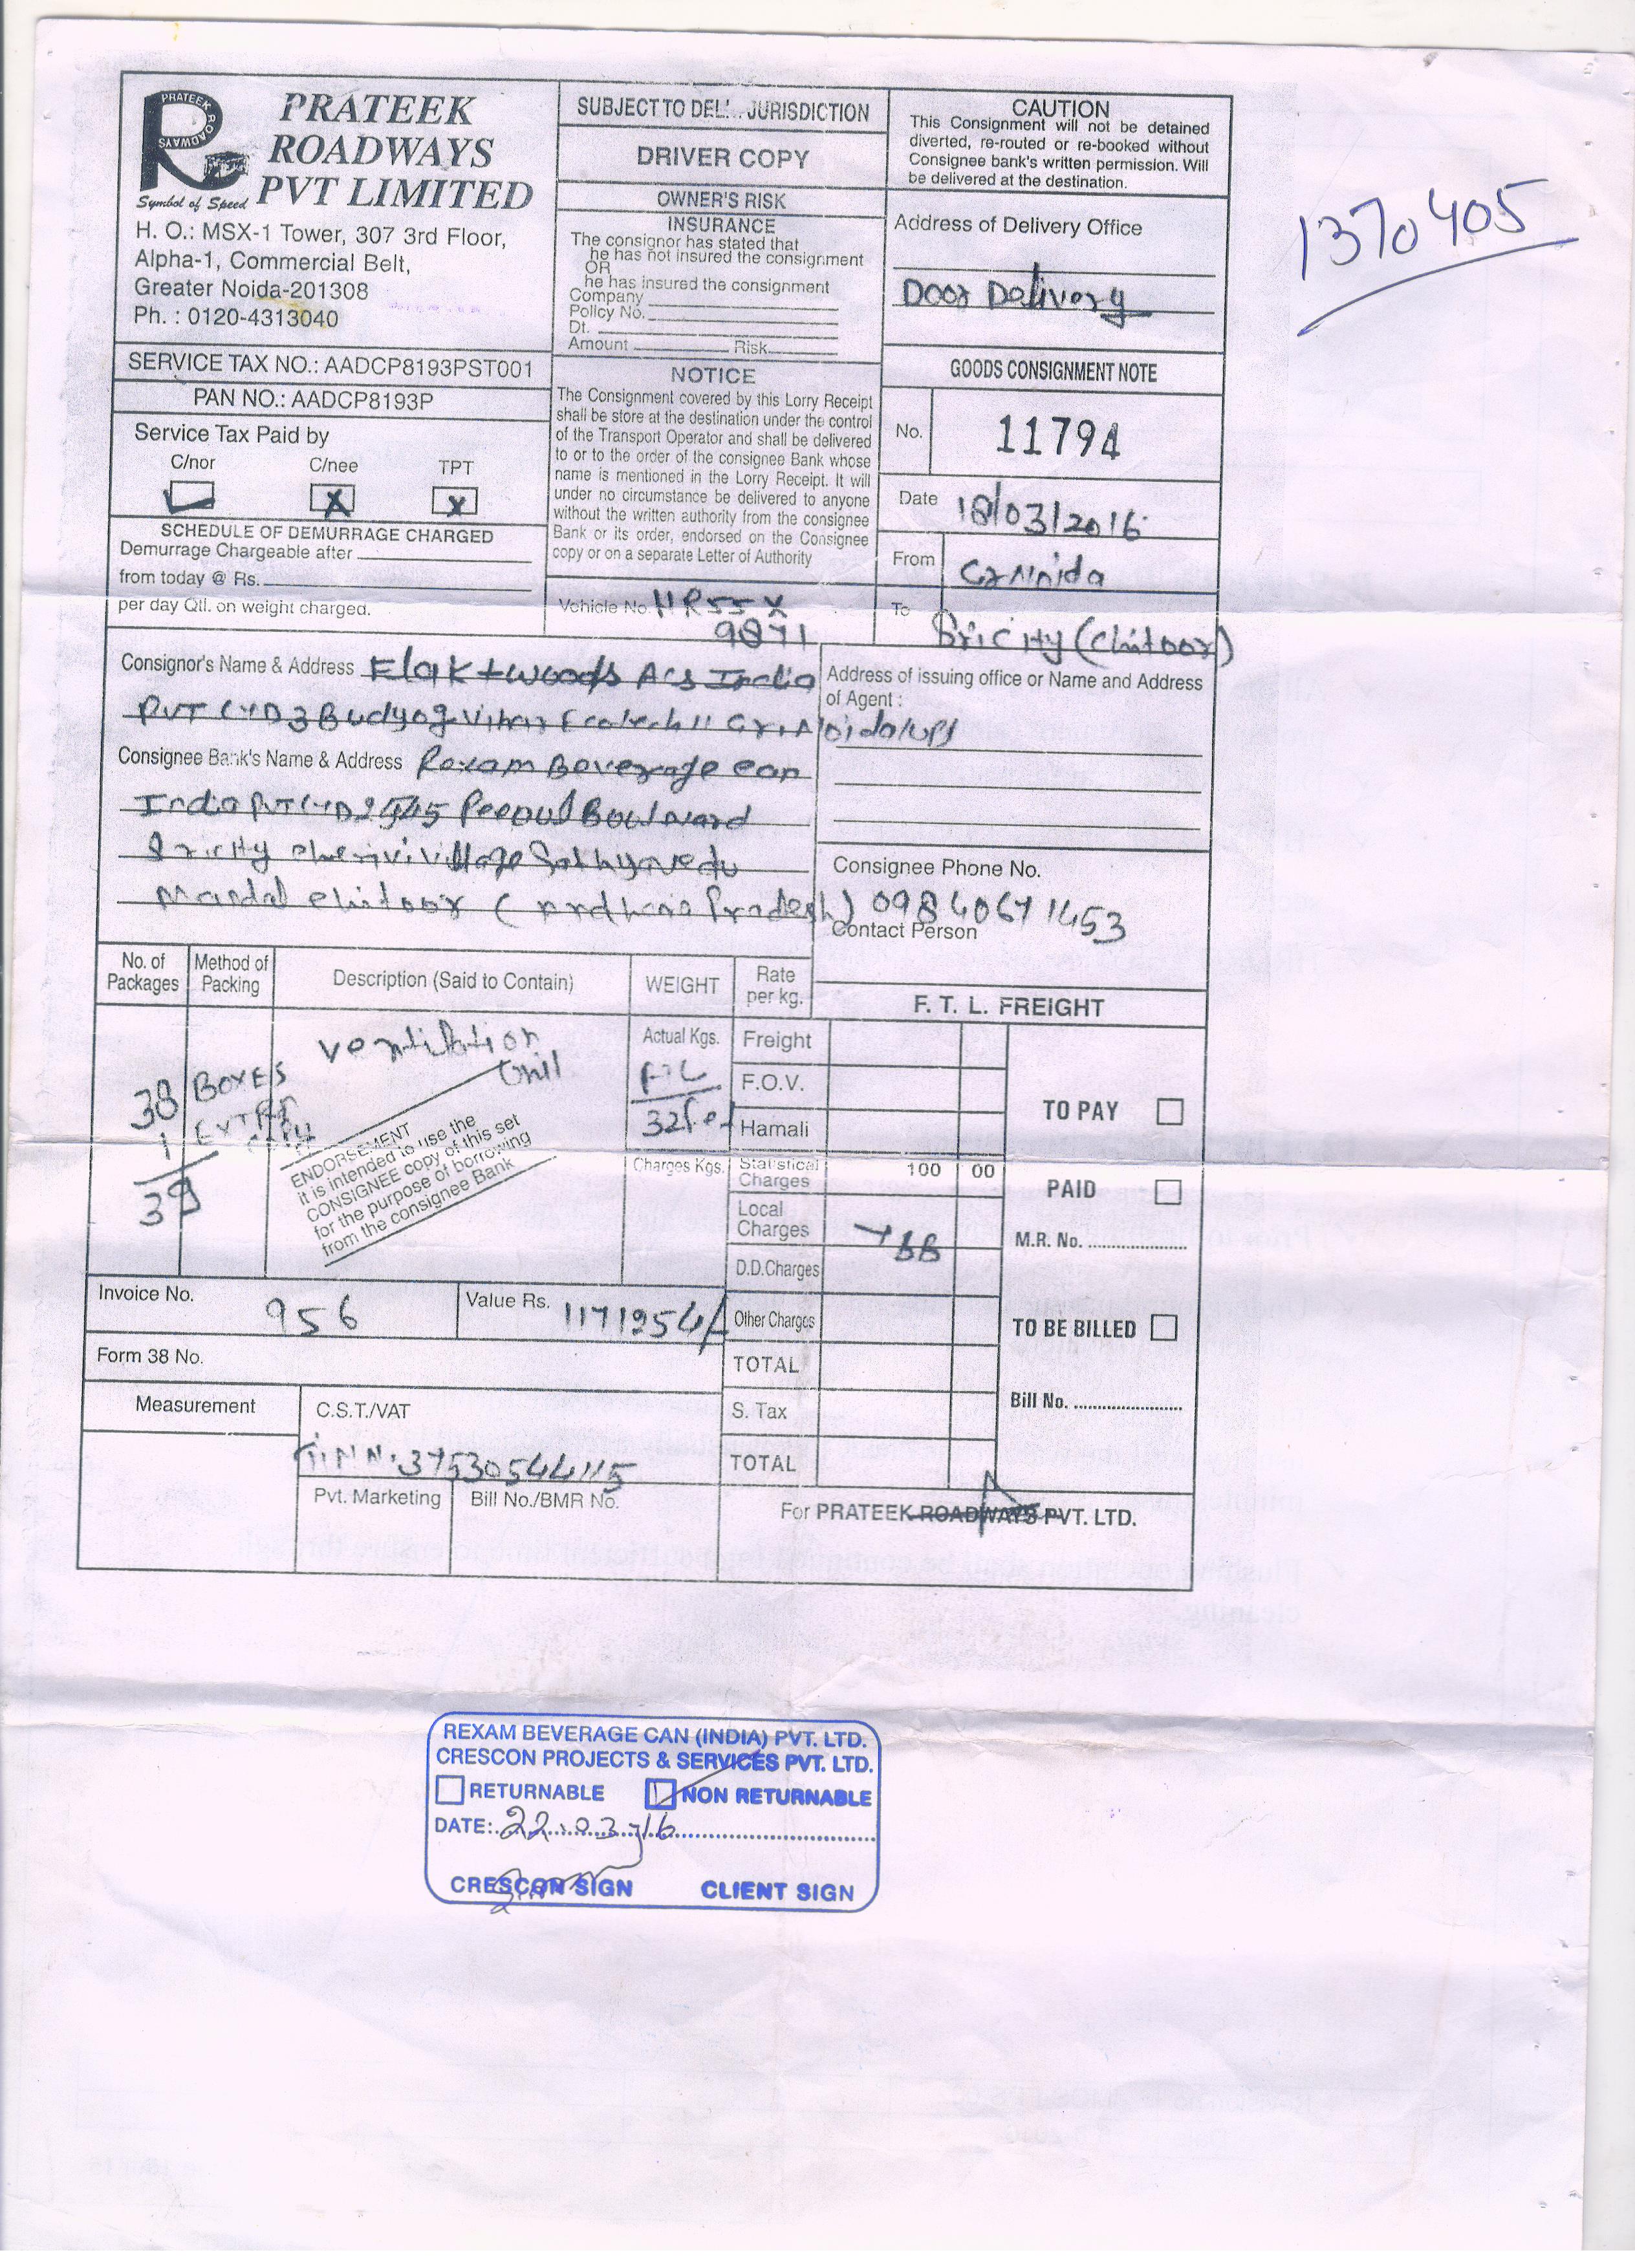 PRATEEK
ROADWAYS
PVT LIMITED
PRATEEK ROADWAYS
Symbol of Speed
H. O.: MSX-1 Tower, 307 3rd Floor,
Alpha-1, Commercial Belt,
Greater Noida-201308
Ph. : 0120-4313040
SERVICE TAX NO.: AADCP8193PST001
PAN NO.: AADCP8193P
Service Tax Paid by
C/nor C/nee TPT
X X
SCHEDULE OF DEMURRAGE CHARGED
Demurrage Chargeable after
from today @ Rs.
per day Qtl. on weight charged.
SUBJECT TO DEL... JURISDICTION
DRIVER COPY
OWNER'S RISK
INSURANCE
The consignor has stated that
he has not insured the consignment
OR
he has insured the consignment
Company
Policy No.
Dt.
Amount Risk
NOTICE
The Consignment covered by this Lorry Receipt
shall be store at the destination under the control
of the Transport Operator and shall be delivered
to or to the order of the consignee Bank whose
name is mentioned in the Lorry Receipt. It will
under no circumstance be delivered to anyone
without the written authority from the consignee
Bank or its order, endorsed on the Consignee
copy or on a separate Letter of Authority
Vehicle No. HR55X
9871
CAUTION
This Consignment will not be detained
diverted, re-routed or re-booked without
Consignee bank's written permission. Will
be delivered at the destination.
Address of Delivery Office
Door Delivery
1370405
GOODS CONSIGNMENT NOTE
No. 11794
Date 18/03/2016
From Gr Noida
To Sricity (Chitoor)
Consignor's Name & Address Elak + woods Acs India
PVT LTD 3 B udyog vihar Ecotech II Gr. Noida (UP)
Consignee Bank's Name & Address Rexam Beverage can
India PVT LTD Peepul Boulward
Sricity cherivi village Sathyavedu
Mandal chitoor ( Pradesh)
Address of issuing office or Name and Address
of Agent :
Consignee Phone No.
09840671453
Contact Person
No. of Packages Method of Packing Description (Said to Contain) WEIGHT Rate per kg. F. T. L. FREIGHT
38 BOXES
1 EXTRA
39
ventilation
Unit
ENDORSEMENT
it is intended to use the
CONSIGNEE copy of this set
for the purpose of borrowing
from the consignee Bank
Actual Kgs.
FTL
Charges Kgs.
Freight
F.O.V.
Hamali
Statistical Charges 100 00
Local Charges
TBB
D.D.Charges
Other Charges
TOTAL
S. Tax
TOTAL
TO PAY
PAID
M.R. No. ....................
TO BE BILLED
Bill No. ......................
Invoice No. 956 Value Rs. 1171954/-
Form 38 No.
Measurement C.S.T./VAT
TIN N. 37530544115
Pvt. Marketing Bill No./BMR No.
For PRATEEK ROADWAYS PVT. LTD.
REXAM BEVERAGE CAN (INDIA) PVT. LTD.
CRESCON PROJECTS & SERVICES PVT. LTD.
RETURNABLE NON RETURNABLE
DATE: 22.03.16
CRESCON SIGN CLIENT SIGN